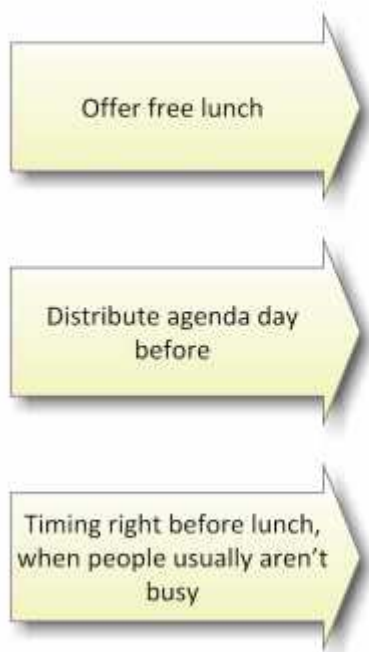 Offer free lunch
Distribute agenda day
before
Timing right before lunch,
when people usually aren't
busy